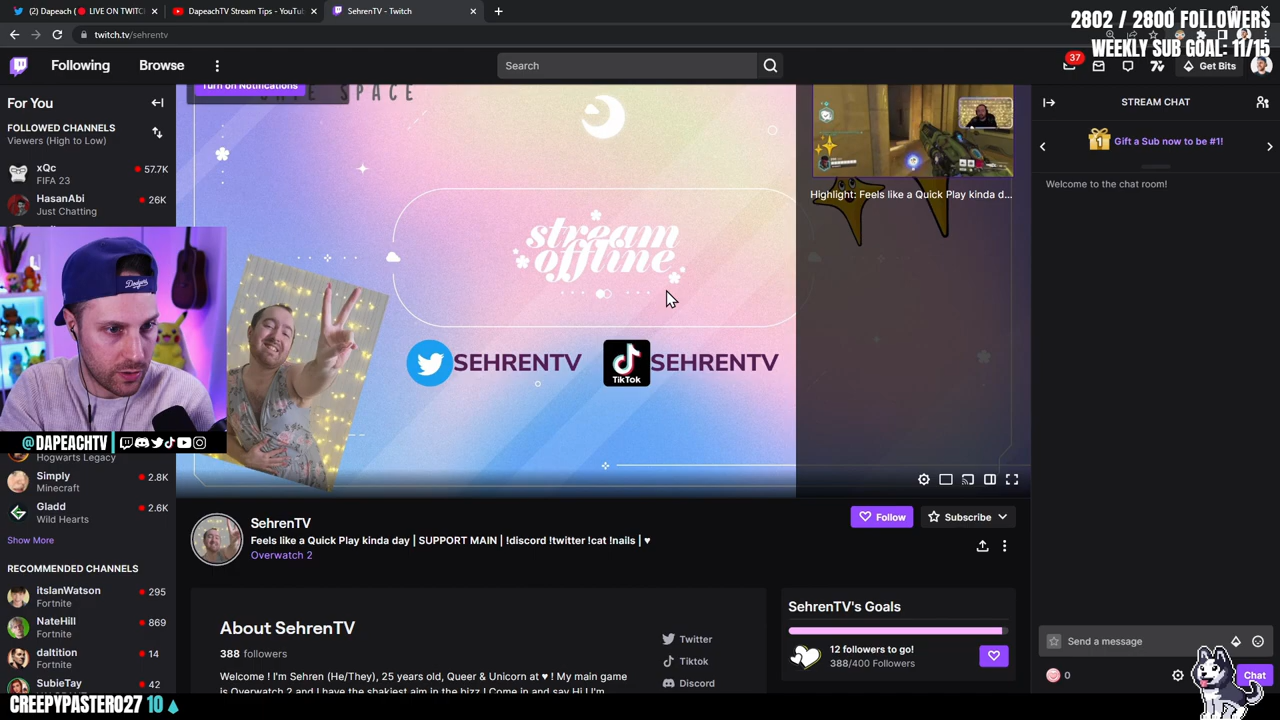 (2) Dapeach (🔴 LIVE ON TWITC
DapeachTV Stream Tips - YouTu
SehrenTV - Twitch
twitch.tv/sehrentv
2802 / 2800 FOLLOWERS
WEEKLY SUB GOAL: 11/15
Following
Browse
Search
37
Get Bits
For You
FOLLOWED CHANNELS
Viewers (High to Low)
xQc
57.7K
FIFA 23
HasanAbi
26K
Just Chatting
Hogwarts Legacy
Simply
2.8K
Minecraft
Gladd
2.6K
Wild Hearts
Show More
RECOMMENDED CHANNELS
itsIanWatson
295
Fortnite
NateHill
869
Fortnite
daltition
14
Fortnite
SubieTay
42
Dodgers
@DAPEACHTV
CREEPYPASTER027 10
Turn on Notifications
SAFE SPACE
stream
offline
SEHRENTV
TikTok
SEHRENTV
Highlight: Feels like a Quick Play kinda d...
SehrenTV
Feels like a Quick Play kinda day | SUPPORT MAIN | !discord !twitter !cat !nails | ♥
Overwatch 2
Follow
Subscribe
About SehrenTV
388 followers
Welcome ! I'm Sehren (He/They), 25 years old, Queer & Unicorn at ♥ ! My main game
is Overwatch 2 and I have the shakiest aim in the bizz ! Come in and say Hi ! I'm
Twitter
Tiktok
Discord
SehrenTV's Goals
12 followers to go!
388/400 Followers
STREAM CHAT
1
Gift a Sub now to be #1!
Welcome to the chat room!
Send a message
0
Chat